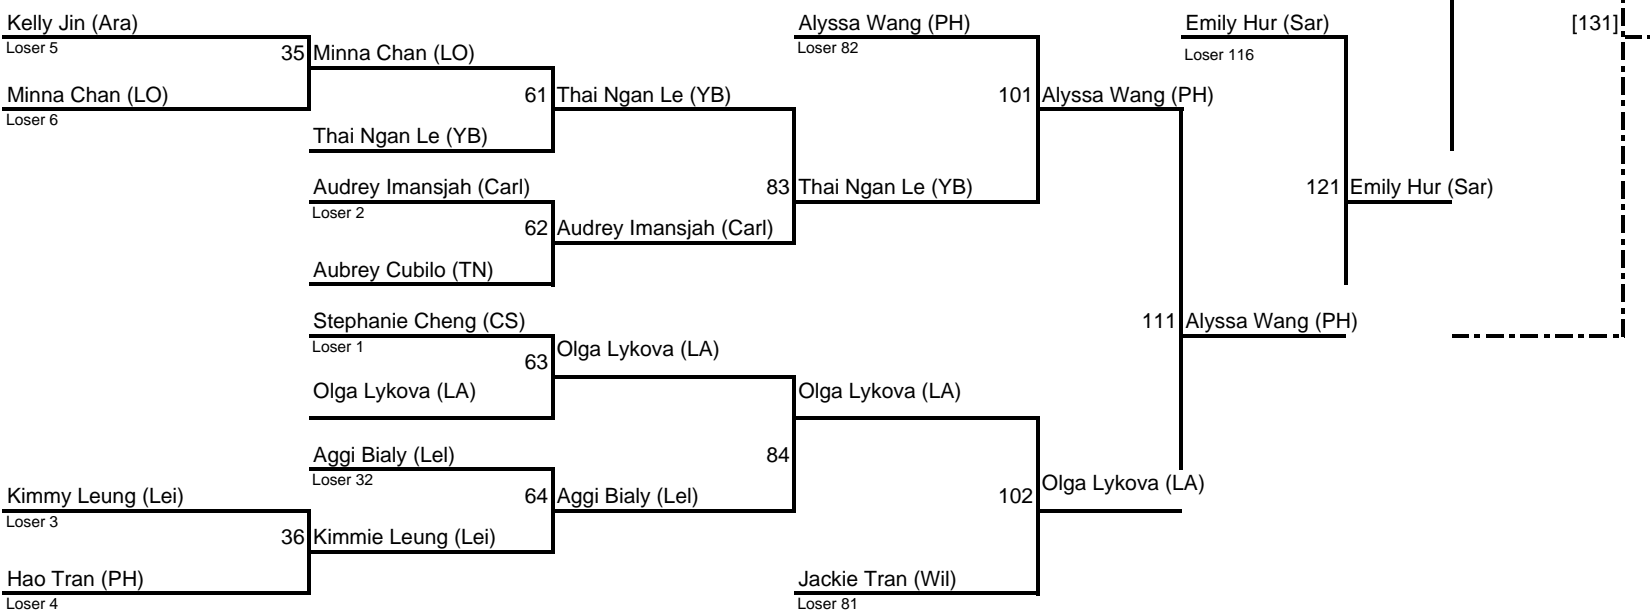 Kelly Jin (Ara)
Loser 5
35
Minna Chan (LO)
Minna Chan (LO)
Loser 6
61
Thai Ngan Le (YB)
Thai Ngan Le (YB)
Audrey Imansjah (Carl)
Loser 2
62
Audrey Imansjah (Carl)
Aubrey Cubilo (TN)
83
Thai Ngan Le (YB)
Alyssa Wang (PH)
Loser 82
101
Alyssa Wang (PH)
Stephanie Cheng (CS)
Loser 1
63
Olga Lykova (LA)
Olga Lykova (LA)
Aggi Bialy (Lel)
Loser 32
64
Aggi Bialy (Lel)
Kimmy Leung (Lei)
Loser 3
36
Kimmie Leung (Lei)
Hao Tran (PH)
Loser 4
84
Olga Lykova (LA)
102
Olga Lykova (LA)
Jackie Tran (Wil)
Loser 81
111
Alyssa Wang (PH)
Emily Hur (Sar)
Loser 116
121
Emily Hur (Sar)
[131]